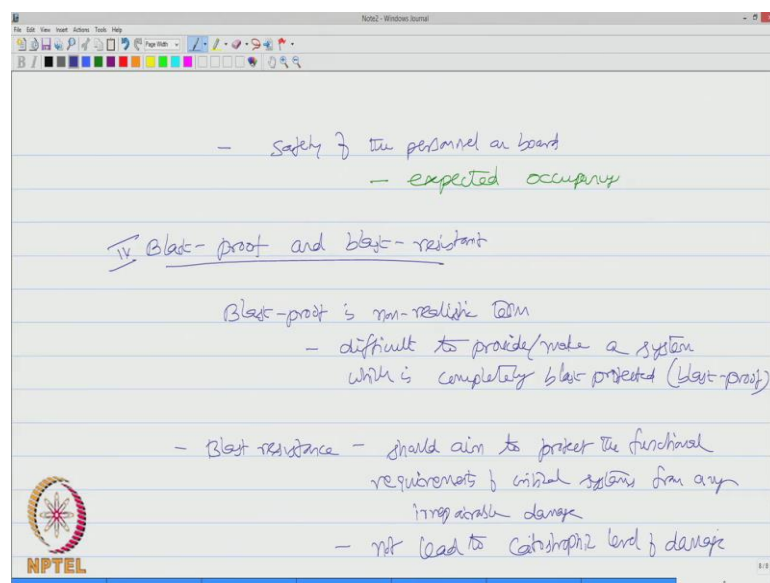 Note2 - Windows Journal
File Edit View Insert Actions Tools Help
Page Width
B I
- Safety of the personnel on board
- expected occupancy
IV Blast-proof and blast-resistant
Blast-proof is non-realistic term
- difficult to provide/make a system
which is completely blast protected (blast-proof)
- Blast resistance - should aim to protect the functional
requirements of critical systems from any
irreparable damage
- not lead to catostrophic level of damage
NPTEL
8/8